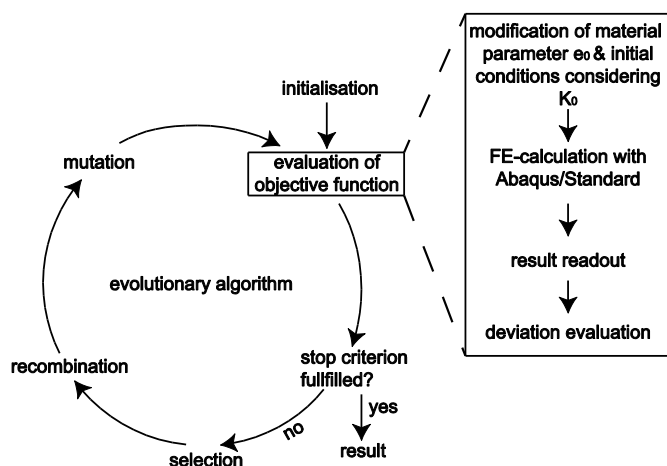 initialisation
evaluation of
objective function
mutation
evolutionary algorithm
recombination
selection
stop criterion
fullfilled?
no
yes
result
modification of material
parameter e₀ & initial
conditions considering
K₀
FE-calculation with
Abaqus/Standard
result readout
deviation evaluation